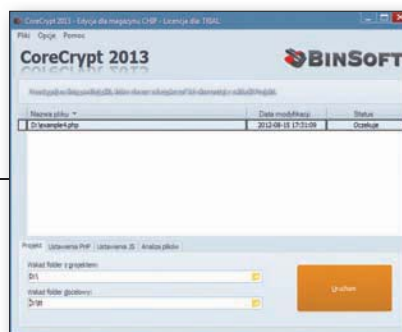 CoreCrypt 2013 - Edycja dla magazynu CHIP - Licencja dla: TRIAL
Pliki Opcje Pomoc
CoreCrypt 2013
BINSOFT
Nazwa pliku Data modyfikacji Status
D:\example4.php 2012-08-15 17:31:09 Oczekuje
Projekt Ustawienia PHP Ustawienia JS Analiza plików
Wskaż folder z projektem:
D:\
Wskaż folder docelowy:
Uruchom